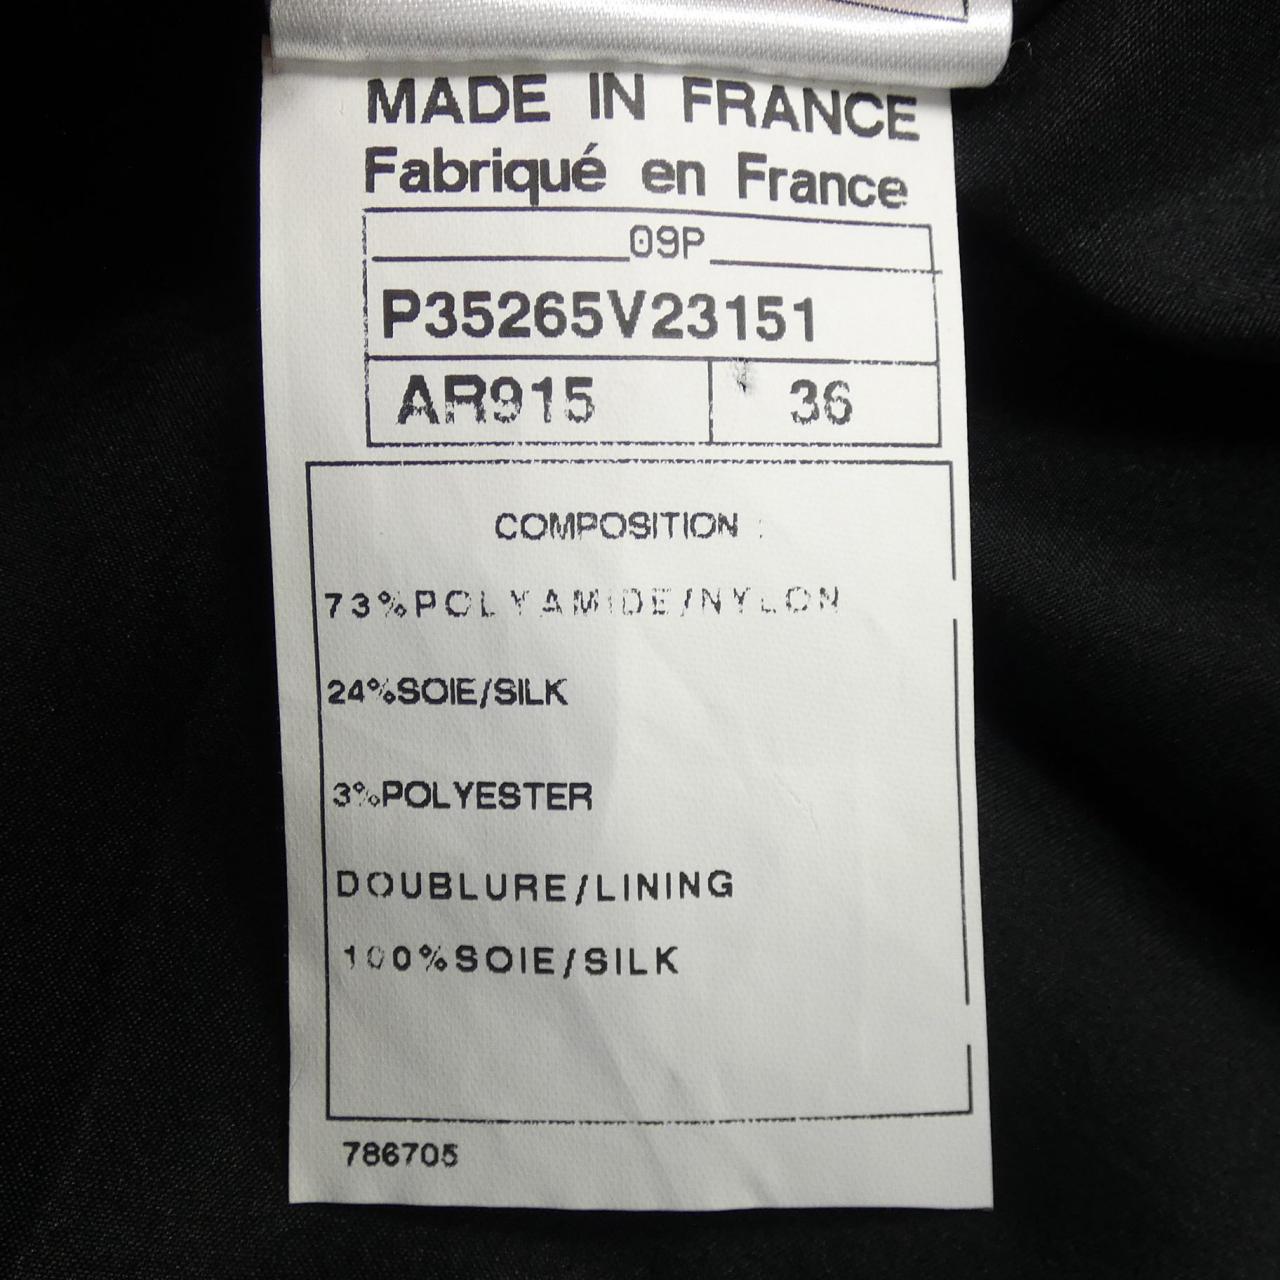 MADE IN FRANCE
Fabriqué en France
09P
P35265V23151
AR915 36
COMPOSITION :
73%POLYAMIDE/NYLON
24%SOIE/SILK
3%POLYESTER
DOUBLURE/LINING
100%SOIE/SILK
786705